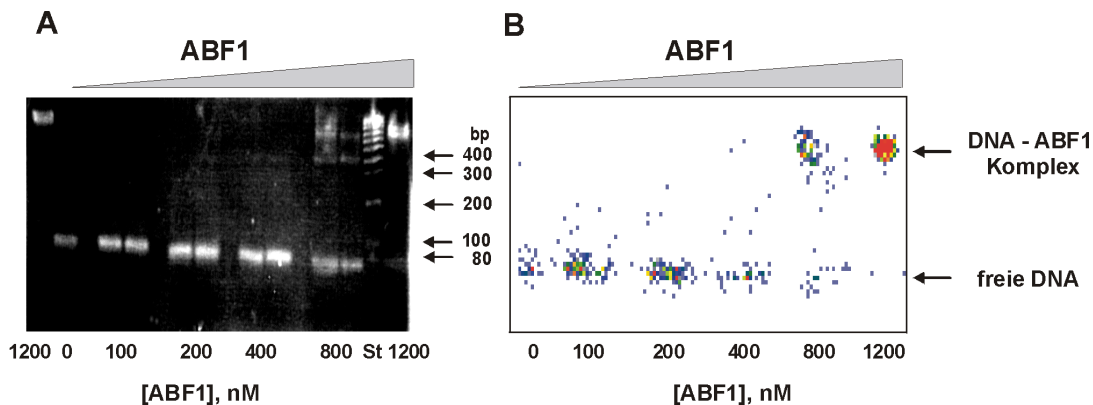 A
ABF1
bp
400
300
200
100
80
1200 0 100 200 400 800 St 1200
[ABF1], nM
B
ABF1
DNA - ABF1
Komplex
freie DNA
0 100 200 400 800 1200
[ABF1], nM